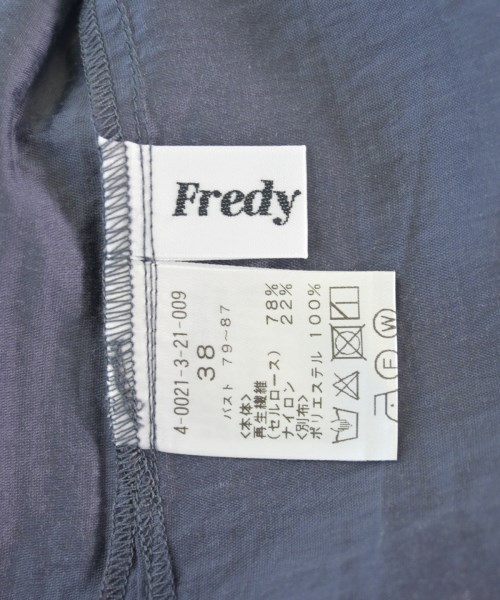 Fredy
4-0021-3-21-009
38
バスト 79~87
<本体>
再生繊維
(セルロース) 78%
ナイロン 22%
<別布>
ポリエステル 100%
F W